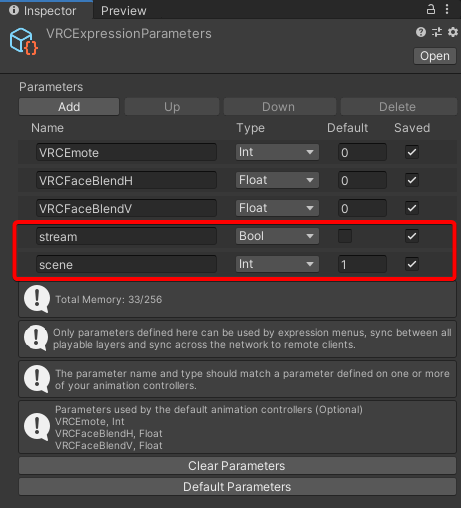 Inspector
Preview
VRCExpressionParameters
Open
Parameters
Add Up Down Delete
Name Type Default Saved
VRCEmote Int 0
VRCFaceBlendH Float 0
VRCFaceBlendV Float 0
stream Bool
scene Int 1
Total Memory: 33/256
Only parameters defined here can be used by expression menus, sync between all
playable layers and sync across the network to remote clients.
The parameter name and type should match a parameter defined on one or more
of your animation controllers.
Parameters used by the default animation controllers (Optional)
VRCEmote, Int
VRCFaceBlendH, Float
VRCFaceBlendV, Float
Clear Parameters
Default Parameters